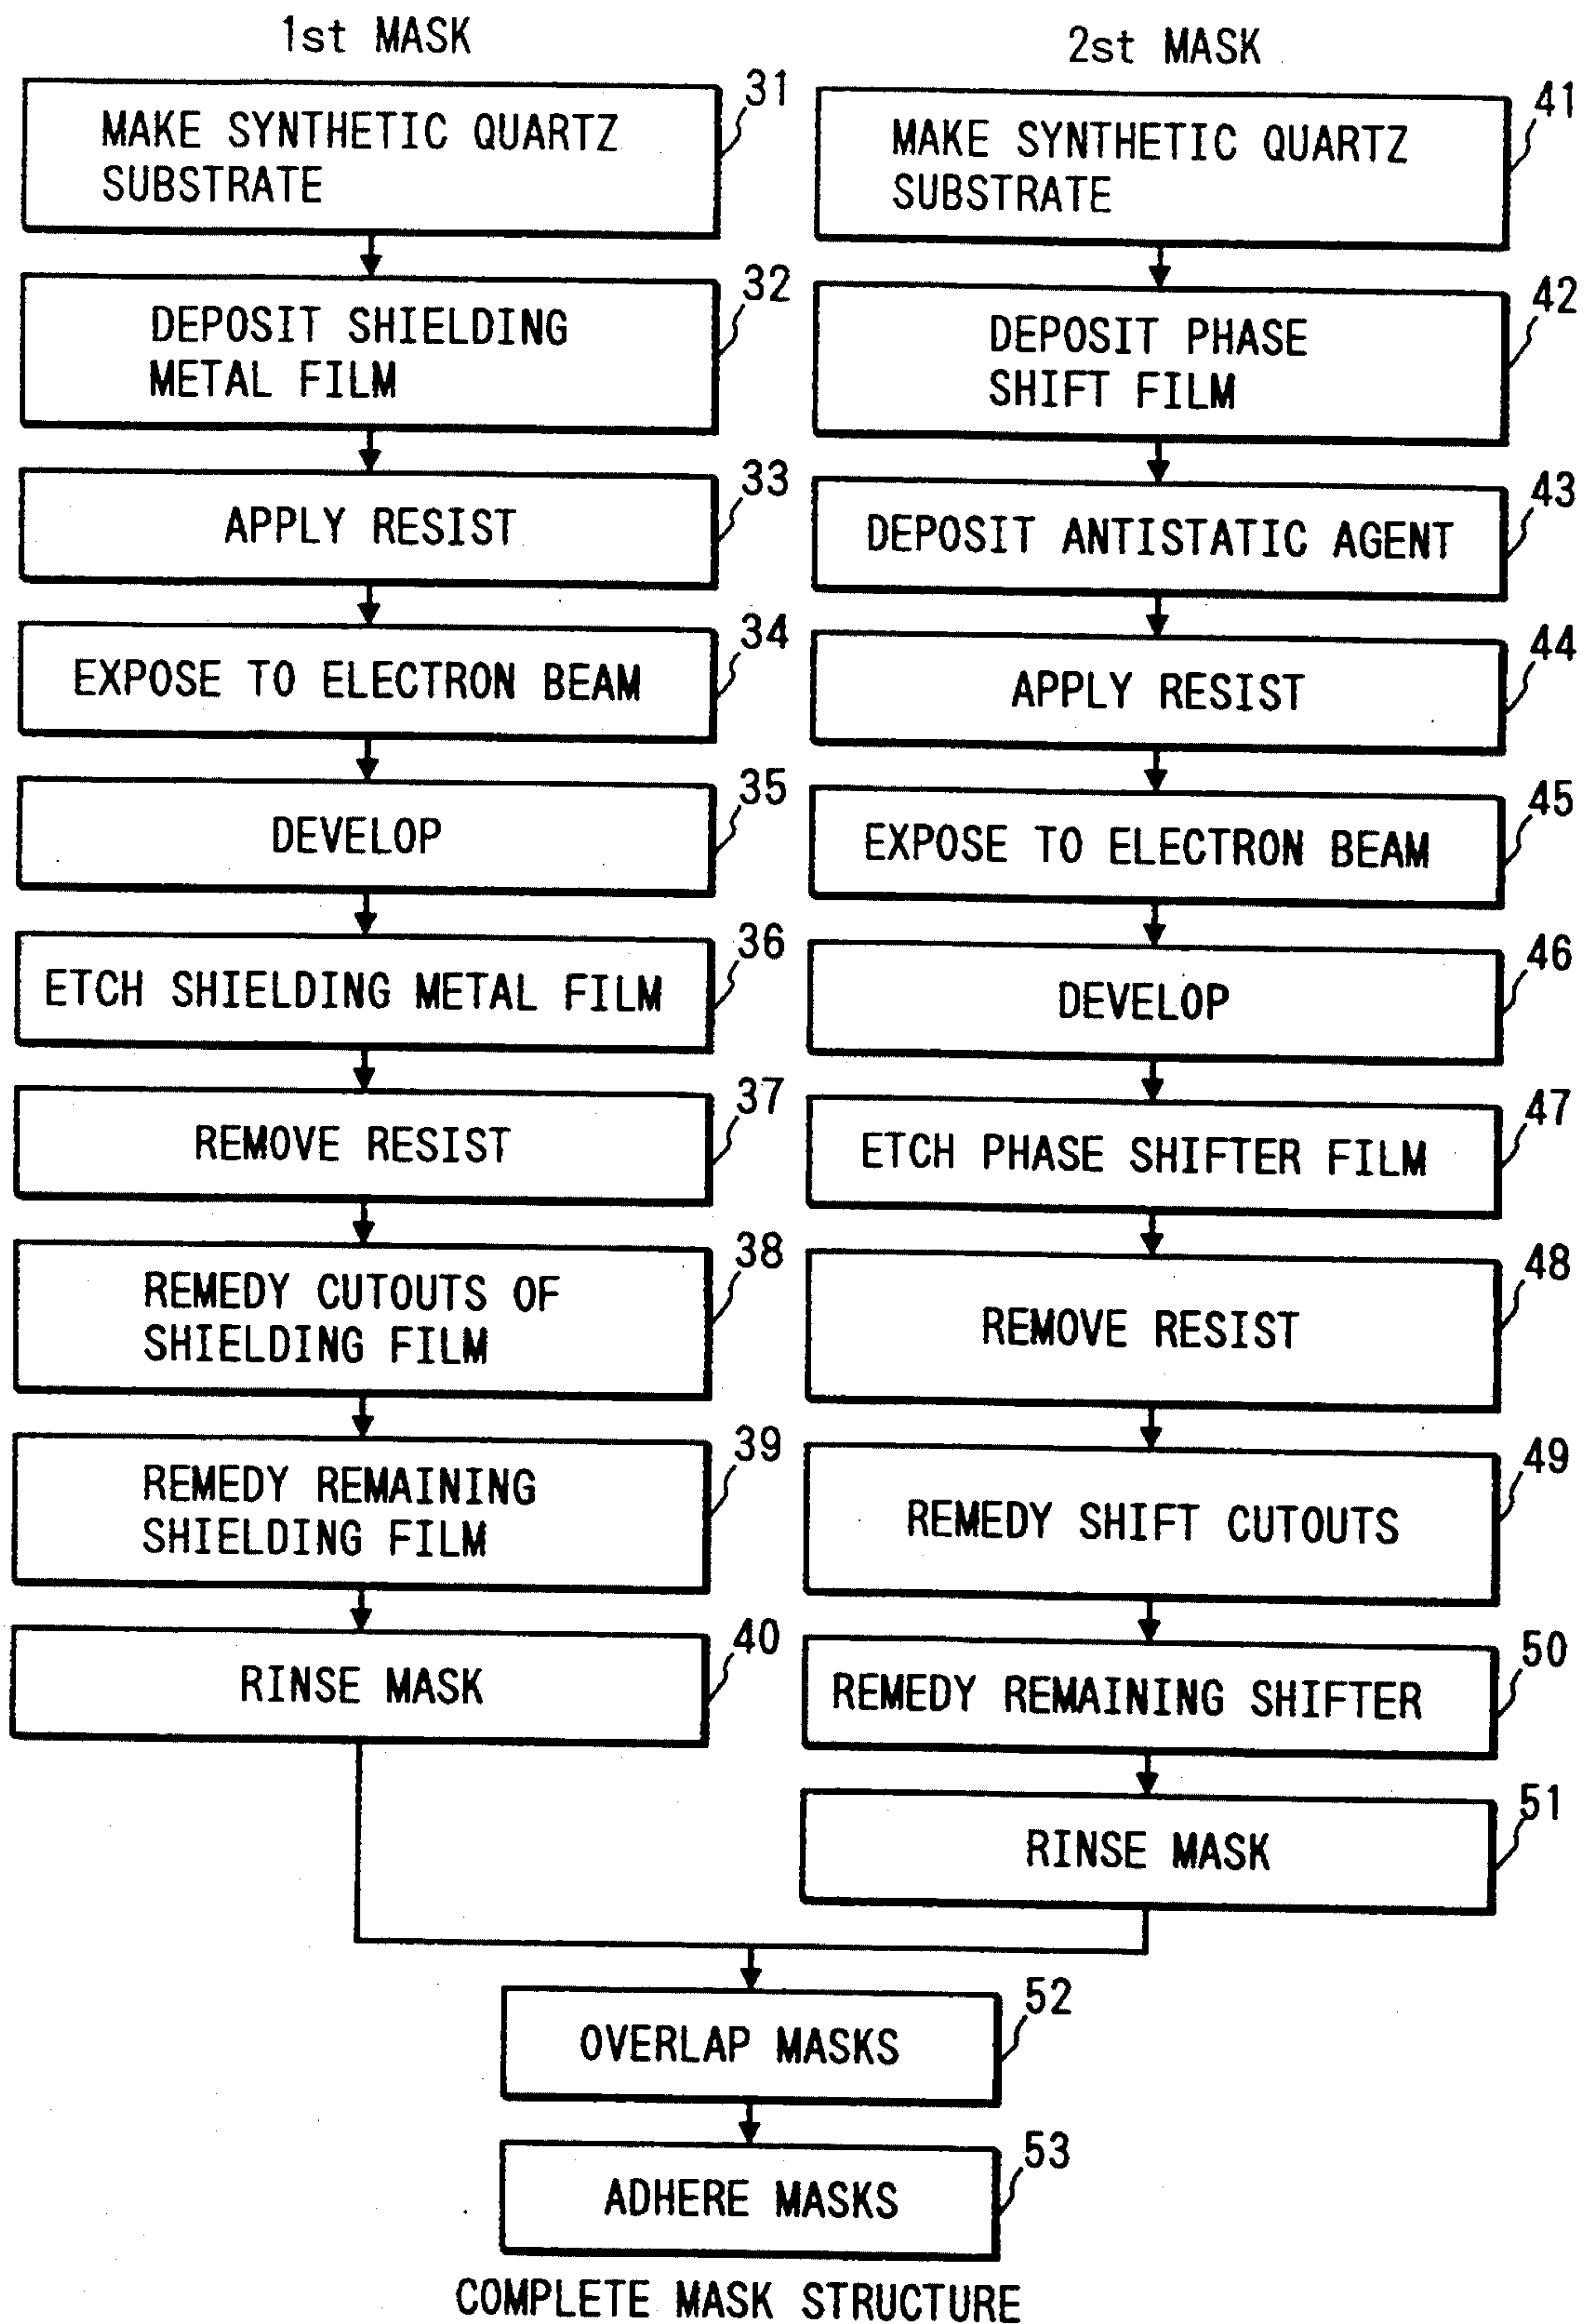 1st MASK
MAKE SYNTHETIC QUARTZ
SUBSTRATE
31
DEPOSIT SHIELDING
METAL FILM
32
APPLY RESIST
33
EXPOSE TO ELECTRON BEAM
34
DEVELOP
35
ETCH SHIELDING METAL FILM
36
REMOVE RESIST
37
REMEDY CUTOUTS OF
SHIELDING FILM
38
REMEDY REMAINING
SHIELDING FILM
39
RINSE MASK
40
2st MASK
MAKE SYNTHETIC QUARTZ
SUBSTRATE
41
DEPOSIT PHASE
SHIFT FILM
42
DEPOSIT ANTISTATIC AGENT
43
APPLY RESIST
44
EXPOSE TO ELECTRON BEAM
45
DEVELOP
46
ETCH PHASE SHIFTER FILM
47
REMOVE RESIST
48
REMEDY SHIFT CUTOUTS
49
REMEDY REMAINING SHIFTER
50
RINSE MASK
51
OVERLAP MASKS
52
ADHERE MASKS
53
COMPLETE MASK STRUCTURE